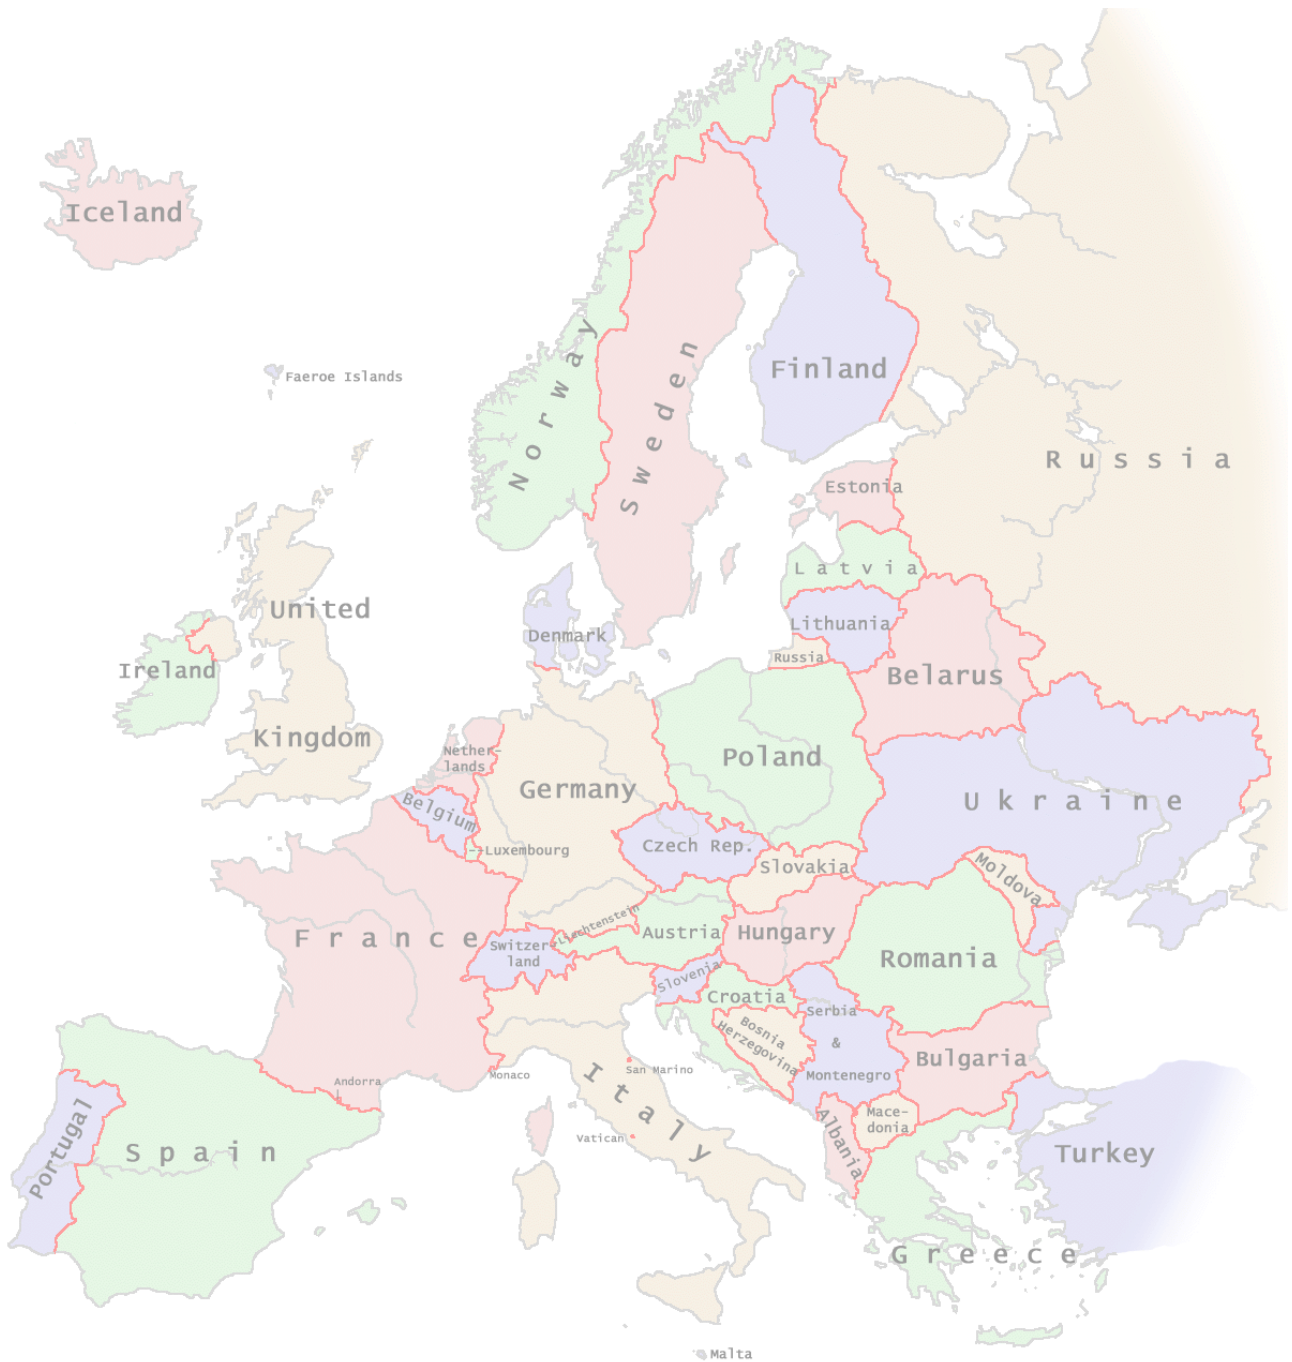 Iceland
Norway
Sweden
Finland
Faeroe Islands
Russia
Estonia
Latvia
Lithuania
Russia
Belarus
United
Kingdom
Ireland
Denmark
Nether-
lands
Belgium
--Luxembourg
Germany
Poland
Ukraine
Czech Rep.
Slovakia
Moldova
France
Switzer-
land
Liechtenstein
Austria
Hungary
Romania
Slovenia
Croatia
Bosnia
Herzegovina
Serbia
&
Montenegro
Bulgaria
Monaco
San Marino
Andorra
Italy
Vatican
Mace-
donia
Albania
Portugal
Spain
Turkey
Greece
Malta